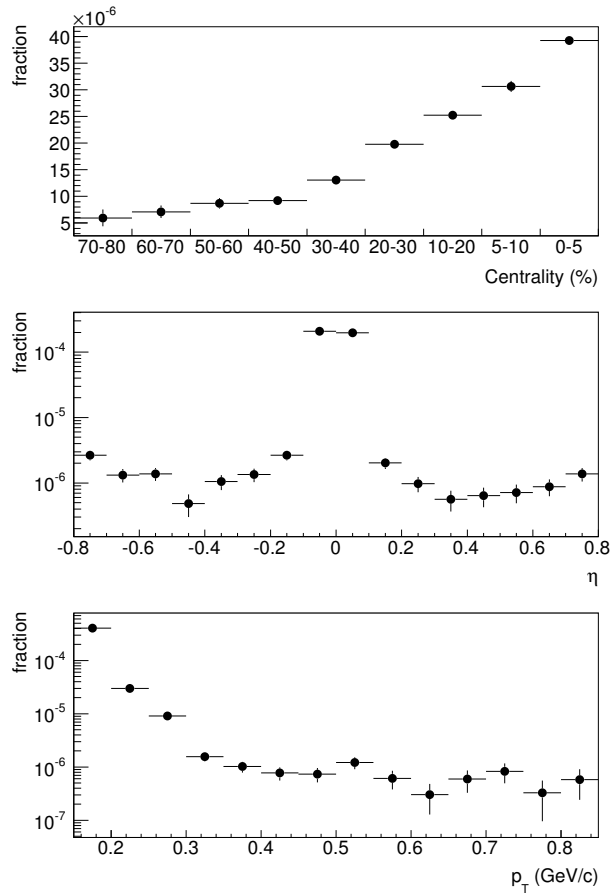 ×10⁻⁶
fraction
40
35
30
25
20
15
10
5
70-80 60-70 50-60 40-50 30-40 20-30 10-20 5-10 0-5
Centrality (%)
fraction
10⁻⁴
10⁻⁵
10⁻⁶
-0.8 -0.6 -0.4 -0.2 0 0.2 0.4 0.6 0.8
η
fraction
10⁻⁴
10⁻⁵
10⁻⁶
10⁻⁷
0.2 0.3 0.4 0.5 0.6 0.7 0.8
p_T (GeV/c)